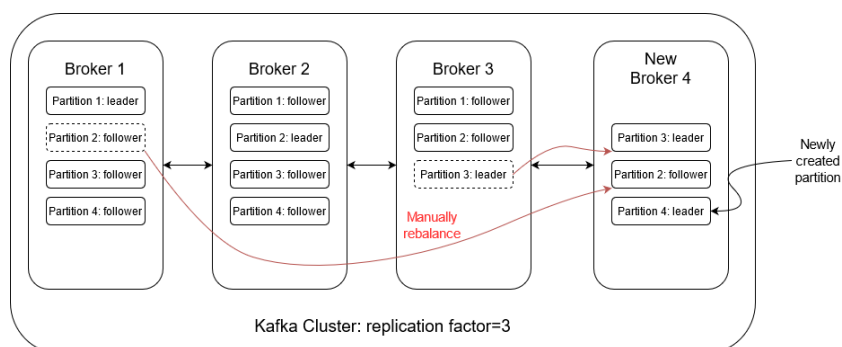 Broker 1
Partition 1: leader
Partition 2: follower
Partition 3: follower
Partition 4: follower
Broker 2
Partition 1: follower
Partition 2: leader
Partition 3: follower
Partition 4: follower
Broker 3
Partition 1: follower
Partition 2: follower
Partition 3: leader
New
Broker 4
Partition 3: leader
Partition 2: follower
Partition 4: leader
Newly
created
partition
Manually
rebalance
Kafka Cluster: replication factor=3